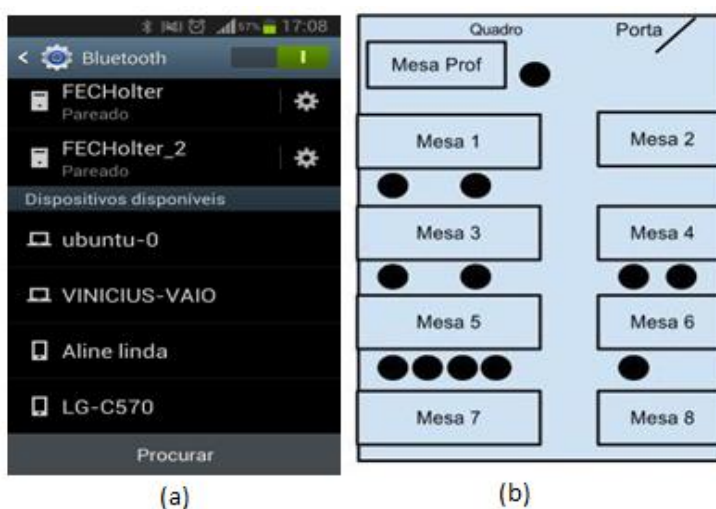 57% 17:08
< Bluetooth
FECHolter
Pareado
FECHolter_2
Pareado
Dispositivos disponíveis
ubuntu-0
VINICIUS-VAIO
Aline linda
LG-C570
Procurar
(a)
Quadro Porta
Mesa Prof
Mesa 1 Mesa 2
Mesa 3 Mesa 4
Mesa 5 Mesa 6
Mesa 7 Mesa 8
(b)